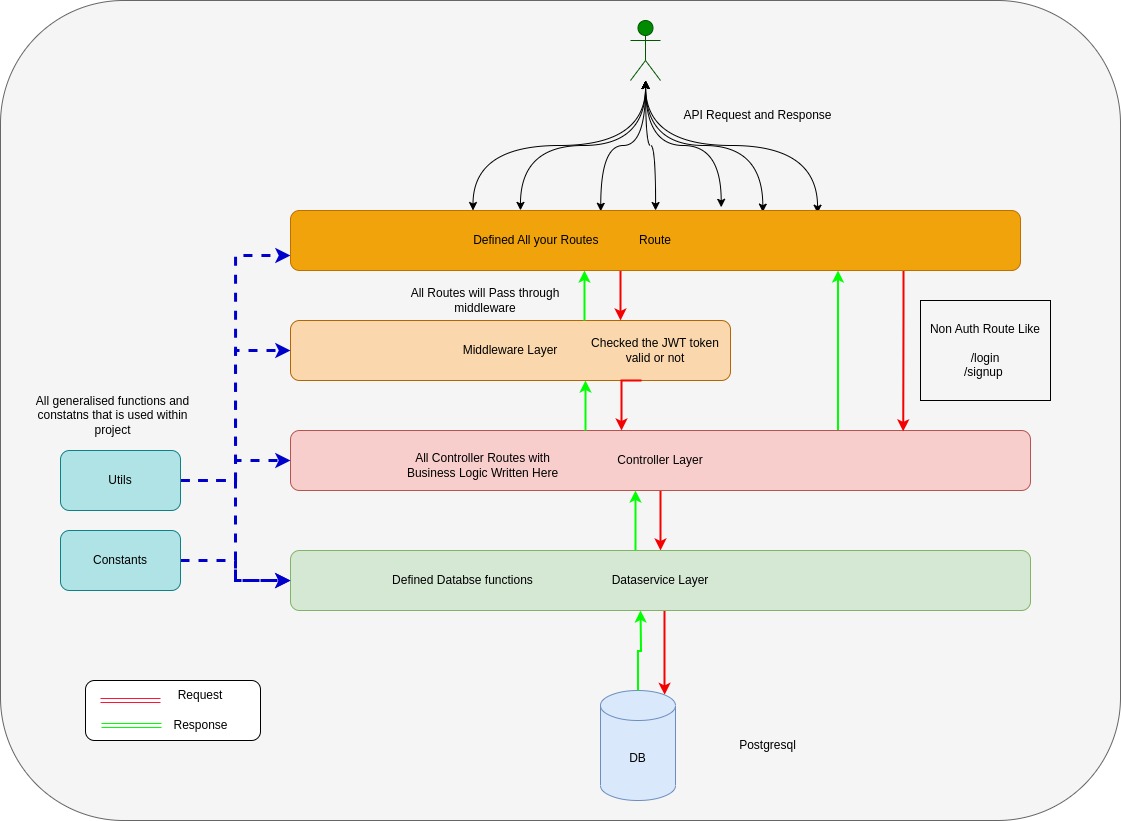 API Request and Response
Defined All your Routes
Route
All Routes will Pass through
middleware
Middleware Layer
Checked the JWT token
valid or not
Non Auth Route Like
/login
/signup
All generalised functions and
constatns that is used within
project
Utils
Constants
All Controller Routes with
Business Logic Written Here
Controller Layer
Defined Databse functions
Dataservice Layer
Request
Response
DB
Postgresql